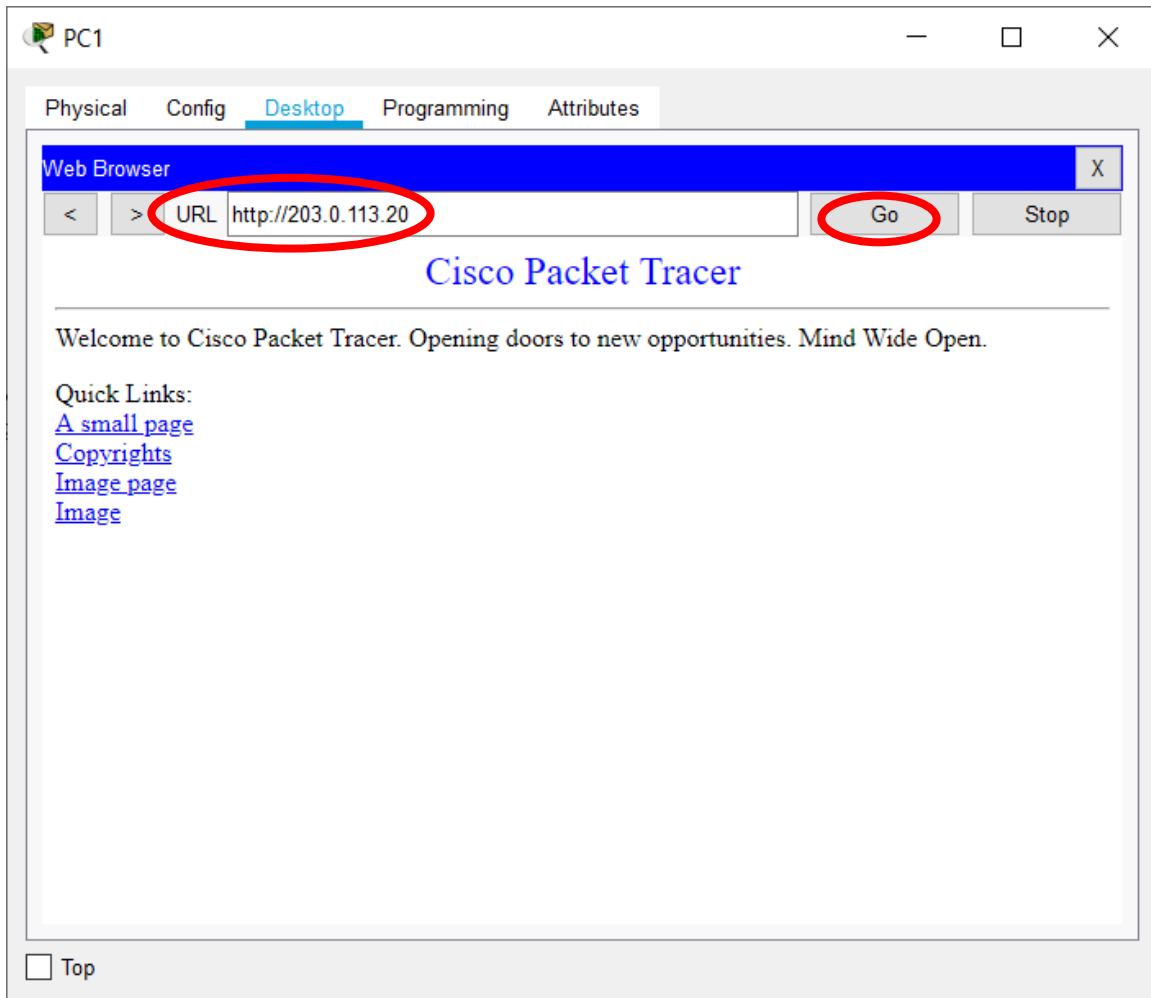 PC1
Physical Config Desktop Programming Attributes
Web Browser X
< > URL http://203.0.113.20 Go Stop
Cisco Packet Tracer
Welcome to Cisco Packet Tracer. Opening doors to new opportunities. Mind Wide Open.
Quick Links:
A small page
Copyrights
Image page
Image
Top